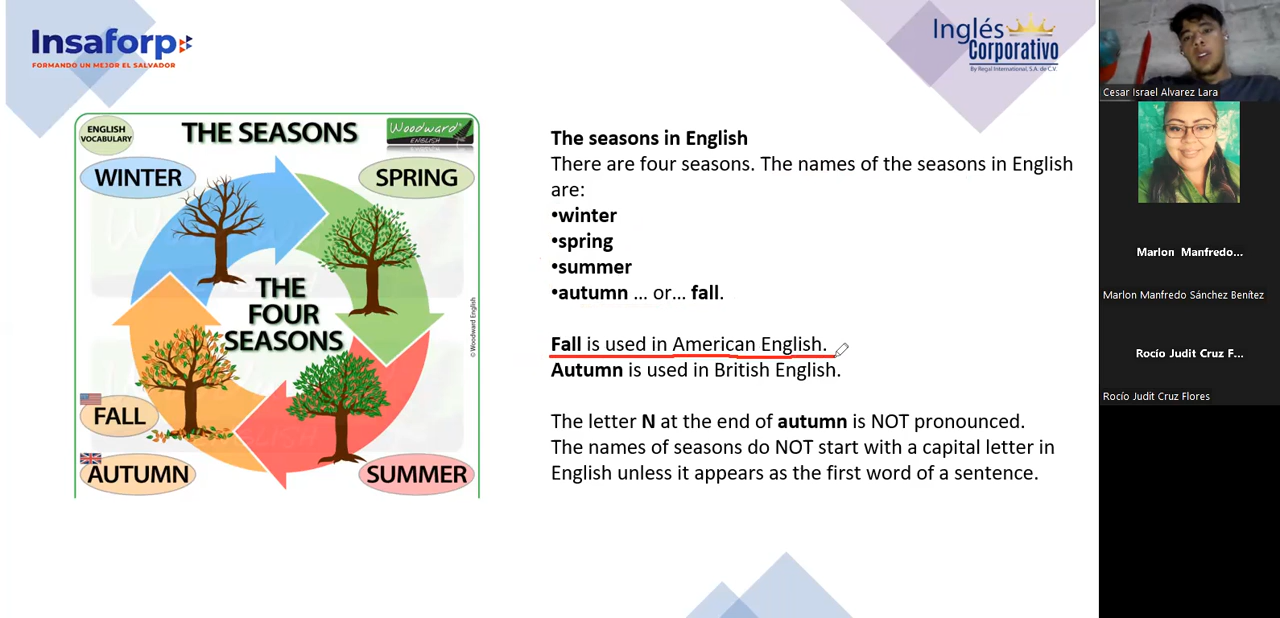 Insaforp
FORMANDO UN MEJOR EL SALVADOR
Inglés
Corporativo
By Regal International, S.A. de C.V.
ENGLISH
VOCABULARY
THE SEASONS
Woodward
ENGLISH
WINTER
SPRING
THE
FOUR
SEASONS
FALL
AUTUMN
SUMMER
© Woodward English
The seasons in English
There are four seasons. The names of the seasons in English
are:
•winter
•spring
•summer
•autumn ... or... fall.
Fall is used in American English.
Autumn is used in British English.
The letter N at the end of autumn is NOT pronounced.
The names of seasons do NOT start with a capital letter in
English unless it appears as the first word of a sentence.
Cesar Israel Alvarez Lara
Marlon Manfredo...
Marlon Manfredo Sánchez Benítez
Rocío Judit Cruz F...
Rocío Judit Cruz Flores